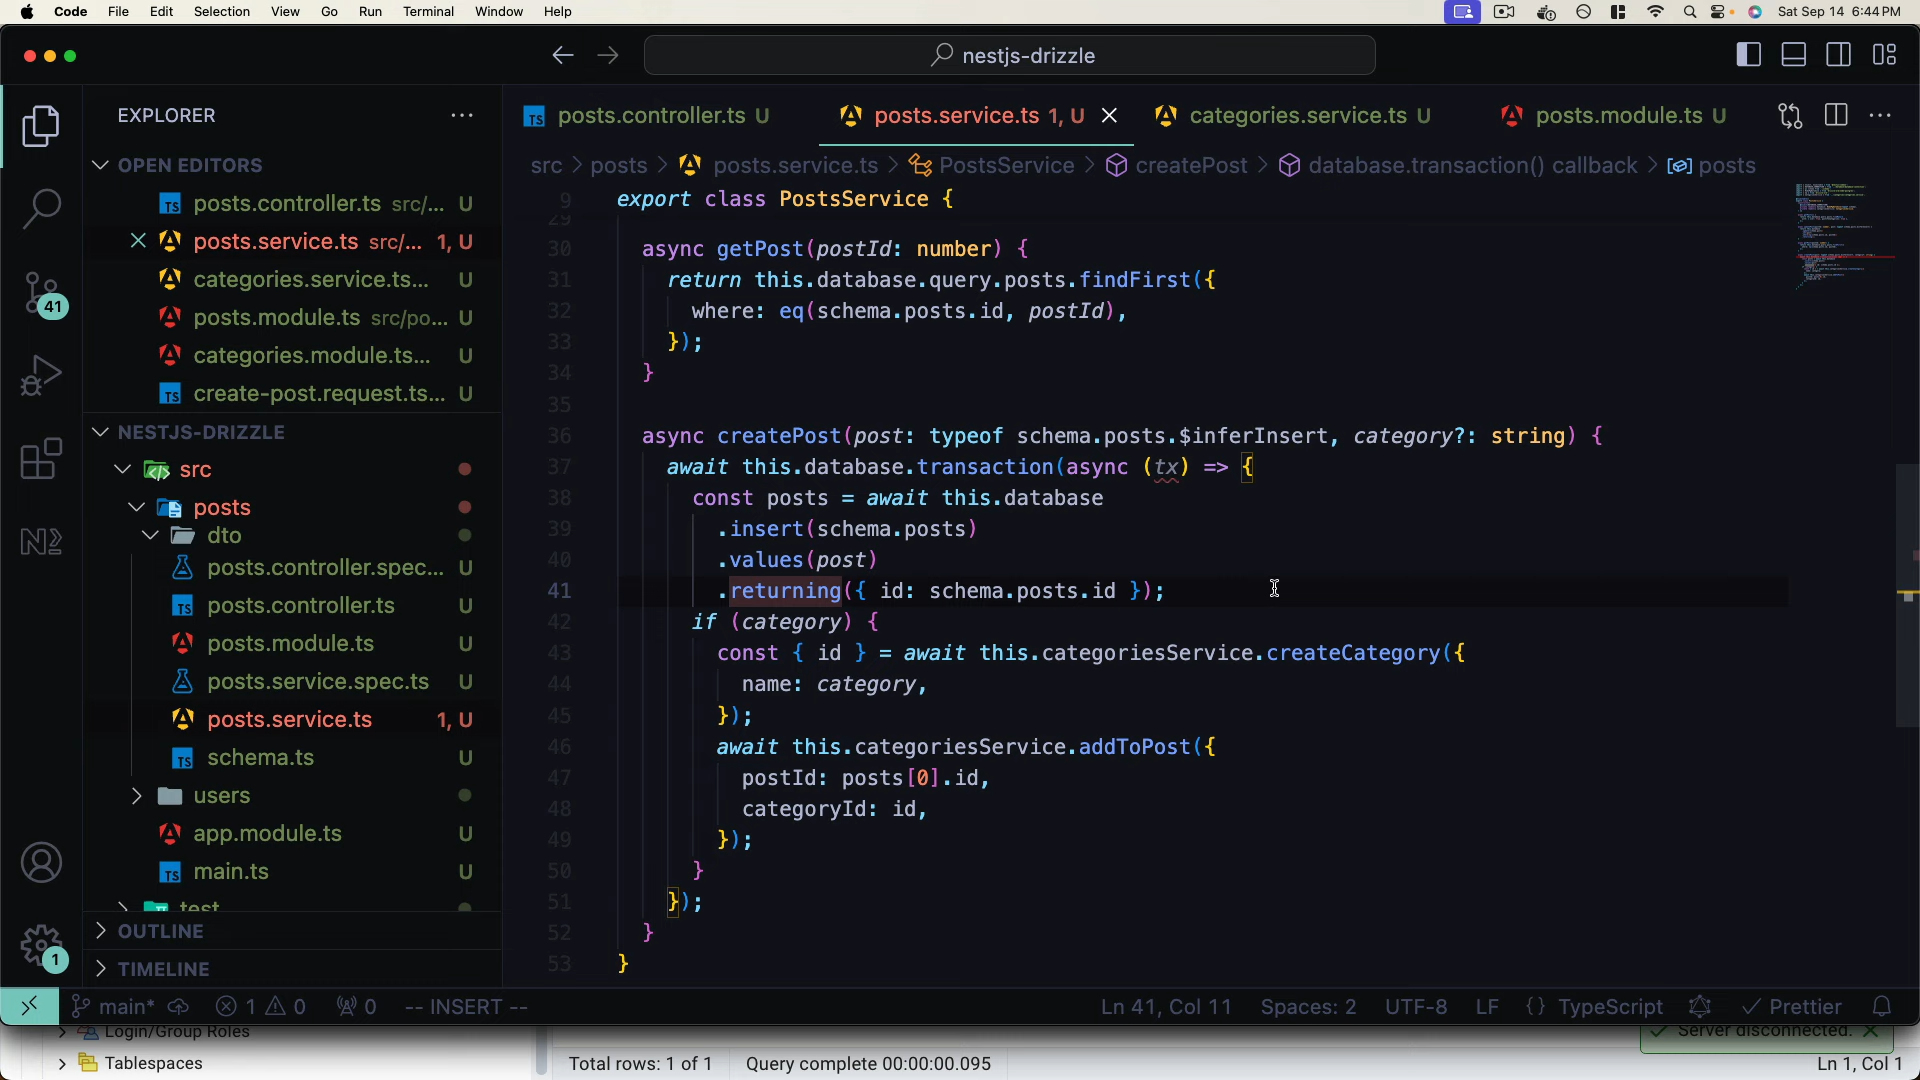 Code File Edit Selection View Go Run Terminal Window Help Sat Sep 14 6:44 PM
nestjs-drizzle
EXPLORER
OPEN EDITORS
posts.controller.ts src/... U
posts.service.ts src/... 1, U
categories.service.ts... U
posts.module.ts src/po... U
categories.module.ts... U
create-post.request.ts... U
NESTJS-DRIZZLE
src
posts
dto
posts.controller.spec... U
posts.controller.ts U
posts.module.ts U
posts.service.spec.ts U
posts.service.ts 1, U
schema.ts U
users
app.module.ts U
main.ts U
test
OUTLINE
TIMELINE
41
1
posts.controller.ts U posts.service.ts 1, U categories.service.ts U posts.module.ts U
src > posts > posts.service.ts > PostsService > createPost > database.transaction() callback > posts
9 export class PostsService {
29
30 async getPost(postId: number) {
31 return this.database.query.posts.findFirst({
32 where: eq(schema.posts.id, postId),
33 });
34 }
35
36 async createPost(post: typeof schema.posts.$inferInsert, category?: string) {
37 await this.database.transaction(async (tx) => {
38 const posts = await this.database
39 .insert(schema.posts)
40 .values(post)
41 .returning({ id: schema.posts.id });
42 if (category) {
43 const { id } = await this.categoriesService.createCategory({
44 name: category,
45 });
46 await this.categoriesService.addToPost({
47 postId: posts[0].id,
48 categoryId: id,
49 });
50 }
51 });
52 }
53 }
main* 1 0 0 -- INSERT -- Ln 41, Col 11 Spaces: 2 UTF-8 LF {} TypeScript Prettier
Login/Group Roles Server disconnected.
Tablespaces Total rows: 1 of 1 Query complete 00:00:00.095 Ln 1, Col 1